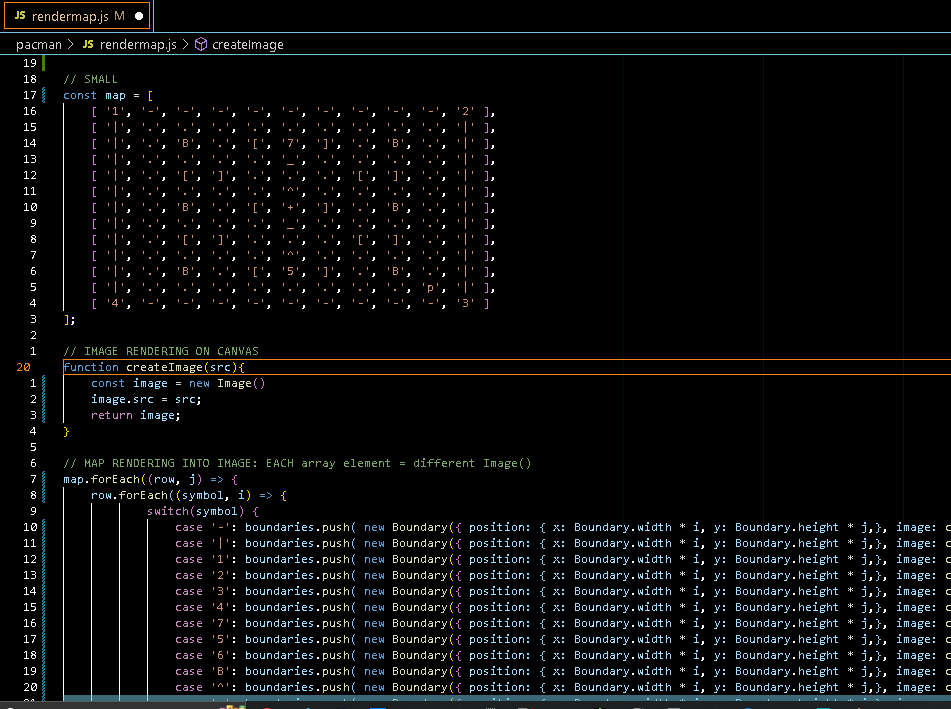 JS rendermap.js M
pacman > JS rendermap.js > createImage
19
18 // SMALL
17 const map = [
16 [ '1', '-', '-', '-', '-', '-', '-', '-', '-', '-', '2' ],
15 [ '|', '.', '.', '.', '.', '.', '.', '.', '.', '.', '|' ],
14 [ '|', '.', 'B', '.', '[', '7', ']', '.', 'B', '.', '|' ],
13 [ '|', '.', '.', '.', '.', '_', '.', '.', '.', '.', '|' ],
12 [ '|', '.', '[', ']', '.', '.', '.', '[', ']', '.', '|' ],
11 [ '|', '.', '.', '.', '.', '^', '.', '.', '.', '.', '|' ],
10 [ '|', '.', 'B', '.', '[', '+', ']', '.', 'B', '.', '|' ],
9 [ '|', '.', '.', '.', '.', '_', '.', '.', '.', '.', '|' ],
8 [ '|', '.', '[', ']', '.', '.', '.', '[', ']', '.', '|' ],
7 [ '|', '.', '.', '.', '.', '^', '.', '.', '.', '.', '|' ],
6 [ '|', '.', 'B', '.', '[', '5', ']', '.', 'B', '.', '|' ],
5 [ '|', '.', '.', '.', '.', '.', '.', '.', '.', 'p', '|' ],
4 [ '4', '-', '-', '-', '-', '-', '-', '-', '-', '-', '3' ]
3 ];
2
1 // IMAGE RENDERING ON CANVAS
20 function createImage(src){
1 const image = new Image()
2 image.src = src;
3 return image;
4 }
5
6 // MAP RENDERING INTO IMAGE: EACH array element = different Image()
7 map.forEach((row, j) => {
8 row.forEach((symbol, i) => {
9 switch(symbol) {
10 case '-': boundaries.push( new Boundary({ position: { x: Boundary.width * i, y: Boundary.height * j,}, image: c
11 case '|': boundaries.push( new Boundary({ position: { x: Boundary.width * i, y: Boundary.height * j,}, image: c
12 case '1': boundaries.push( new Boundary({ position: { x: Boundary.width * i, y: Boundary.height * j,}, image: c
13 case '2': boundaries.push( new Boundary({ position: { x: Boundary.width * i, y: Boundary.height * j,}, image: c
14 case '3': boundaries.push( new Boundary({ position: { x: Boundary.width * i, y: Boundary.height * j,}, image: c
15 case '4': boundaries.push( new Boundary({ position: { x: Boundary.width * i, y: Boundary.height * j,}, image: c
16 case '7': boundaries.push( new Boundary({ position: { x: Boundary.width * i, y: Boundary.height * j,}, image: c
17 case '5': boundaries.push( new Boundary({ position: { x: Boundary.width * i, y: Boundary.height * j,}, image: c
18 case '6': boundaries.push( new Boundary({ position: { x: Boundary.width * i, y: Boundary.height * j,}, image: c
19 case 'B': boundaries.push( new Boundary({ position: { x: Boundary.width * i, y: Boundary.height * j,}, image: c
20 case '^': boundaries.push( new Boundary({ position: { x: Boundary.width * i, y: Boundary.height * j,}, image: c